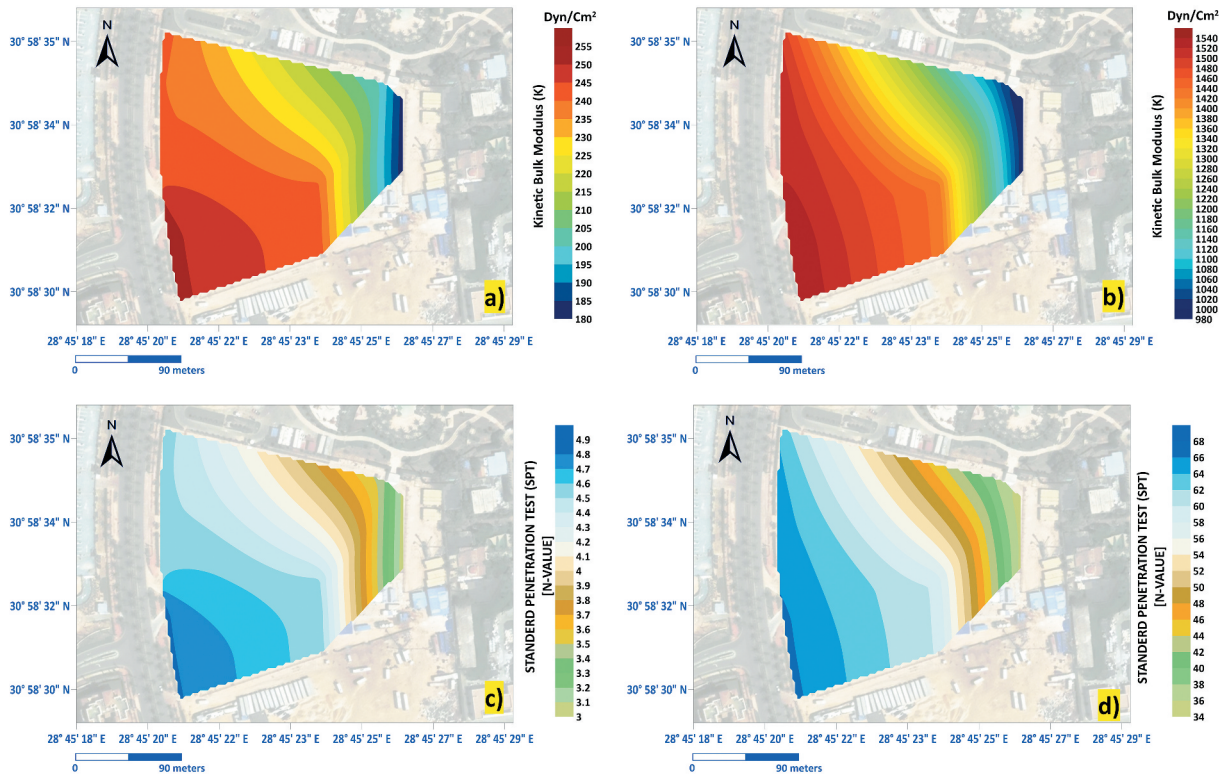 Dyn/Cm²
N
30° 58' 35" N
30° 58' 34" N
30° 58' 32" N
30° 58' 30" N
Kinetic Bulk Modulus (K)
255
250
245
240
235
230
225
220
215
210
205
200
195
190
185
180
a)
28° 45' 18" E 28° 45' 20" E 28° 45' 22" E 28° 45' 23" E 28° 45' 25" E 28° 45' 27" E 28° 45' 29" E
0 90 meters
Dyn/Cm²
N
30° 58' 35" N
30° 58' 34" N
30° 58' 32" N
30° 58' 30" N
Kinetic Bulk Modulus (K)
1540
1500
1480
1460
1440
1420
1400
1980
1360
1340
1320
1300
1280
1260
1240
1220
1200
1180
1160
1140
1120
1100
1080
1060
1040
1020
1000
980
b)
28° 45' 18" E 28° 45' 20" E 28° 45' 22" E 28° 45' 23" E 28° 45' 25" E 28° 45' 27" E 28° 45' 29" E
0 90 meters
N
30° 58' 35" N
30° 58' 34" N
30° 58' 32" N
30° 58' 30" N
STANDERD PENETRATION TEST (SPT)
[N-VALUE]
4.9
4.8
4.7
4.6
4.5
4.4
4.3
4.2
4.1
4
3.9
3.8
3.7
3.6
3.5
3.4
3.3
3.2
3.1
3
c)
28° 45' 18" E 28° 45' 20" E 28° 45' 22" E 28° 45' 23" E 28° 45' 25" E 28° 45' 27" E 28° 45' 29" E
0 90 meters
N
30° 58' 35" N
30° 58' 34" N
30° 58' 32" N
30° 58' 30" N
STANDERD PENETRATION TEST (SPT)
[N-VALUE]
68
66
64
62
60
58
56
54
52
50
48
46
44
42
40
38
36
34
d)
28° 45' 18" E 28° 45' 20" E 28° 45' 22" E 28° 45' 23" E 28° 45' 25" E 28° 45' 27" E 28° 45' 29" E
0 90 meters